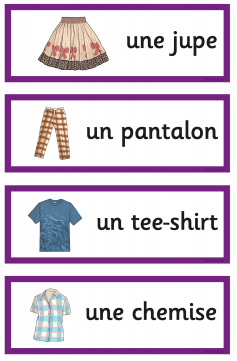 une jupe
un pantalon
un tee-shirt
une chemise